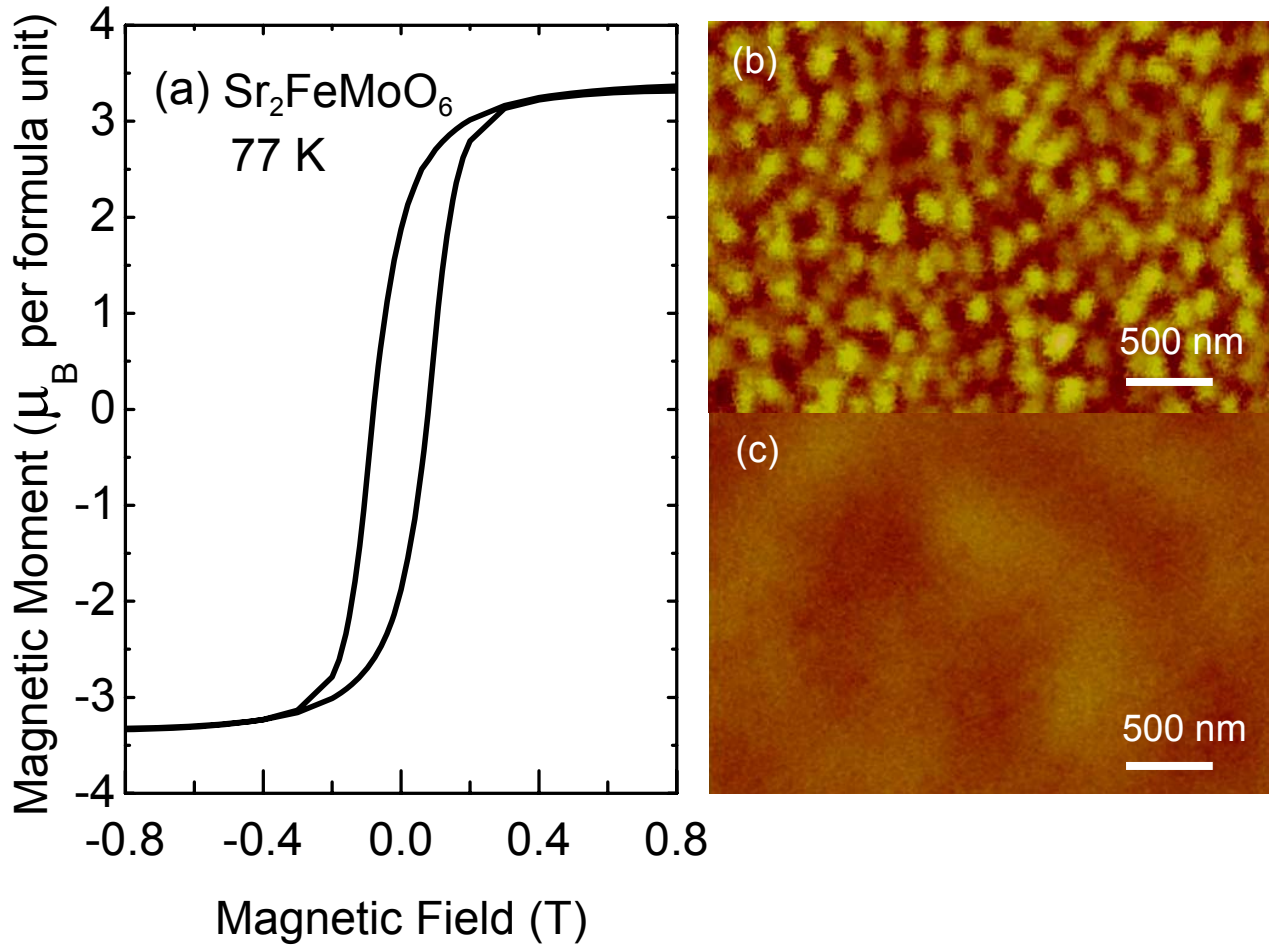 (a) Sr₂FeMoO₆
77 K
Magnetic Moment (μ_B per formula unit)
4
3
2
1
0
-1
-2
-3
-4
-0.8 -0.4 0.0 0.4 0.8
Magnetic Field (T)
(b)
500 nm
(c)
500 nm